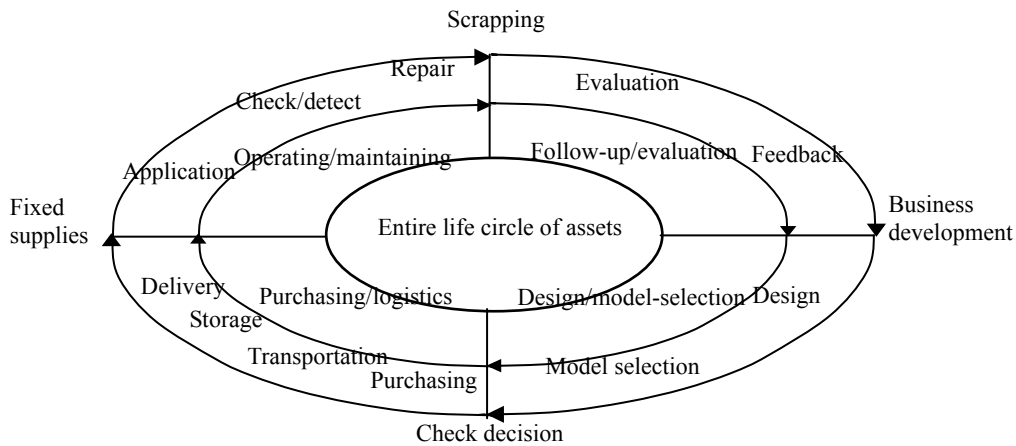 Scrapping
Repair
Evaluation
Check/detect
Operating/maintaining
Follow-up/evaluation
Feedback
Application
Fixed
supplies
Entire life circle of assets
Business
development
Delivery
Purchasing/logistics
Design/model-selection
Design
Storage
Transportation
Model selection
Purchasing
Check decision